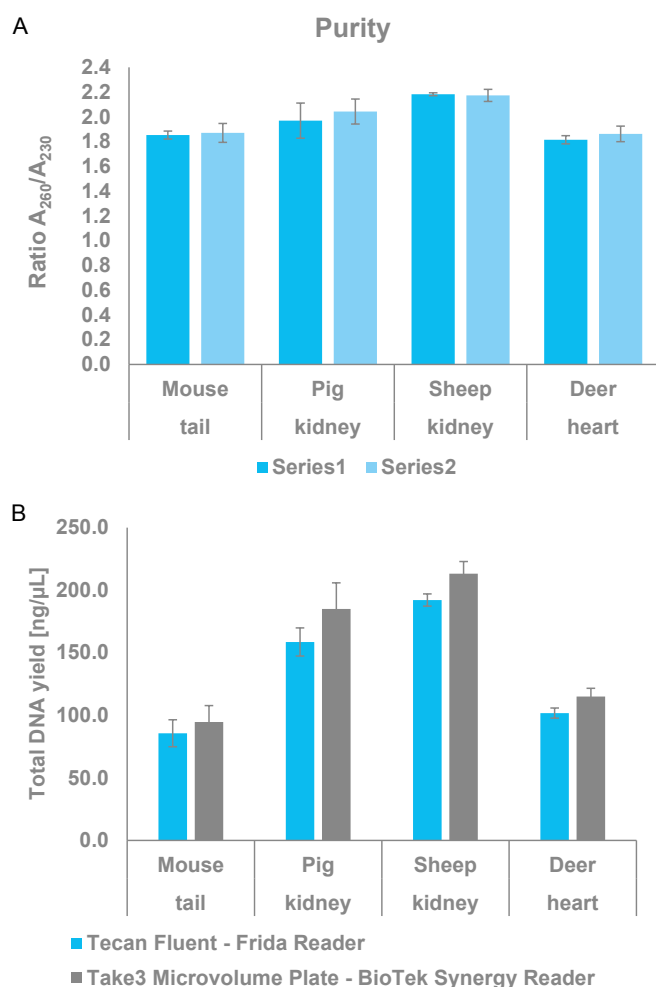 A
Purity
Ratio A260/A230
2.4
2.2
2.0
1.8
1.6
1.4
1.2
1.0
0.8
0.6
0.4
0.2
0.0
Mouse Pig Sheep Deer
tail kidney kidney heart
Series1 Series2
B
Total DNA yield [ng/µL]
250.0
200.0
150.0
100.0
50.0
0.0
Mouse Pig Sheep Deer
tail kidney kidney heart
Tecan Fluent - Frida Reader
Take3 Microvolume Plate - BioTek Synergy Reader